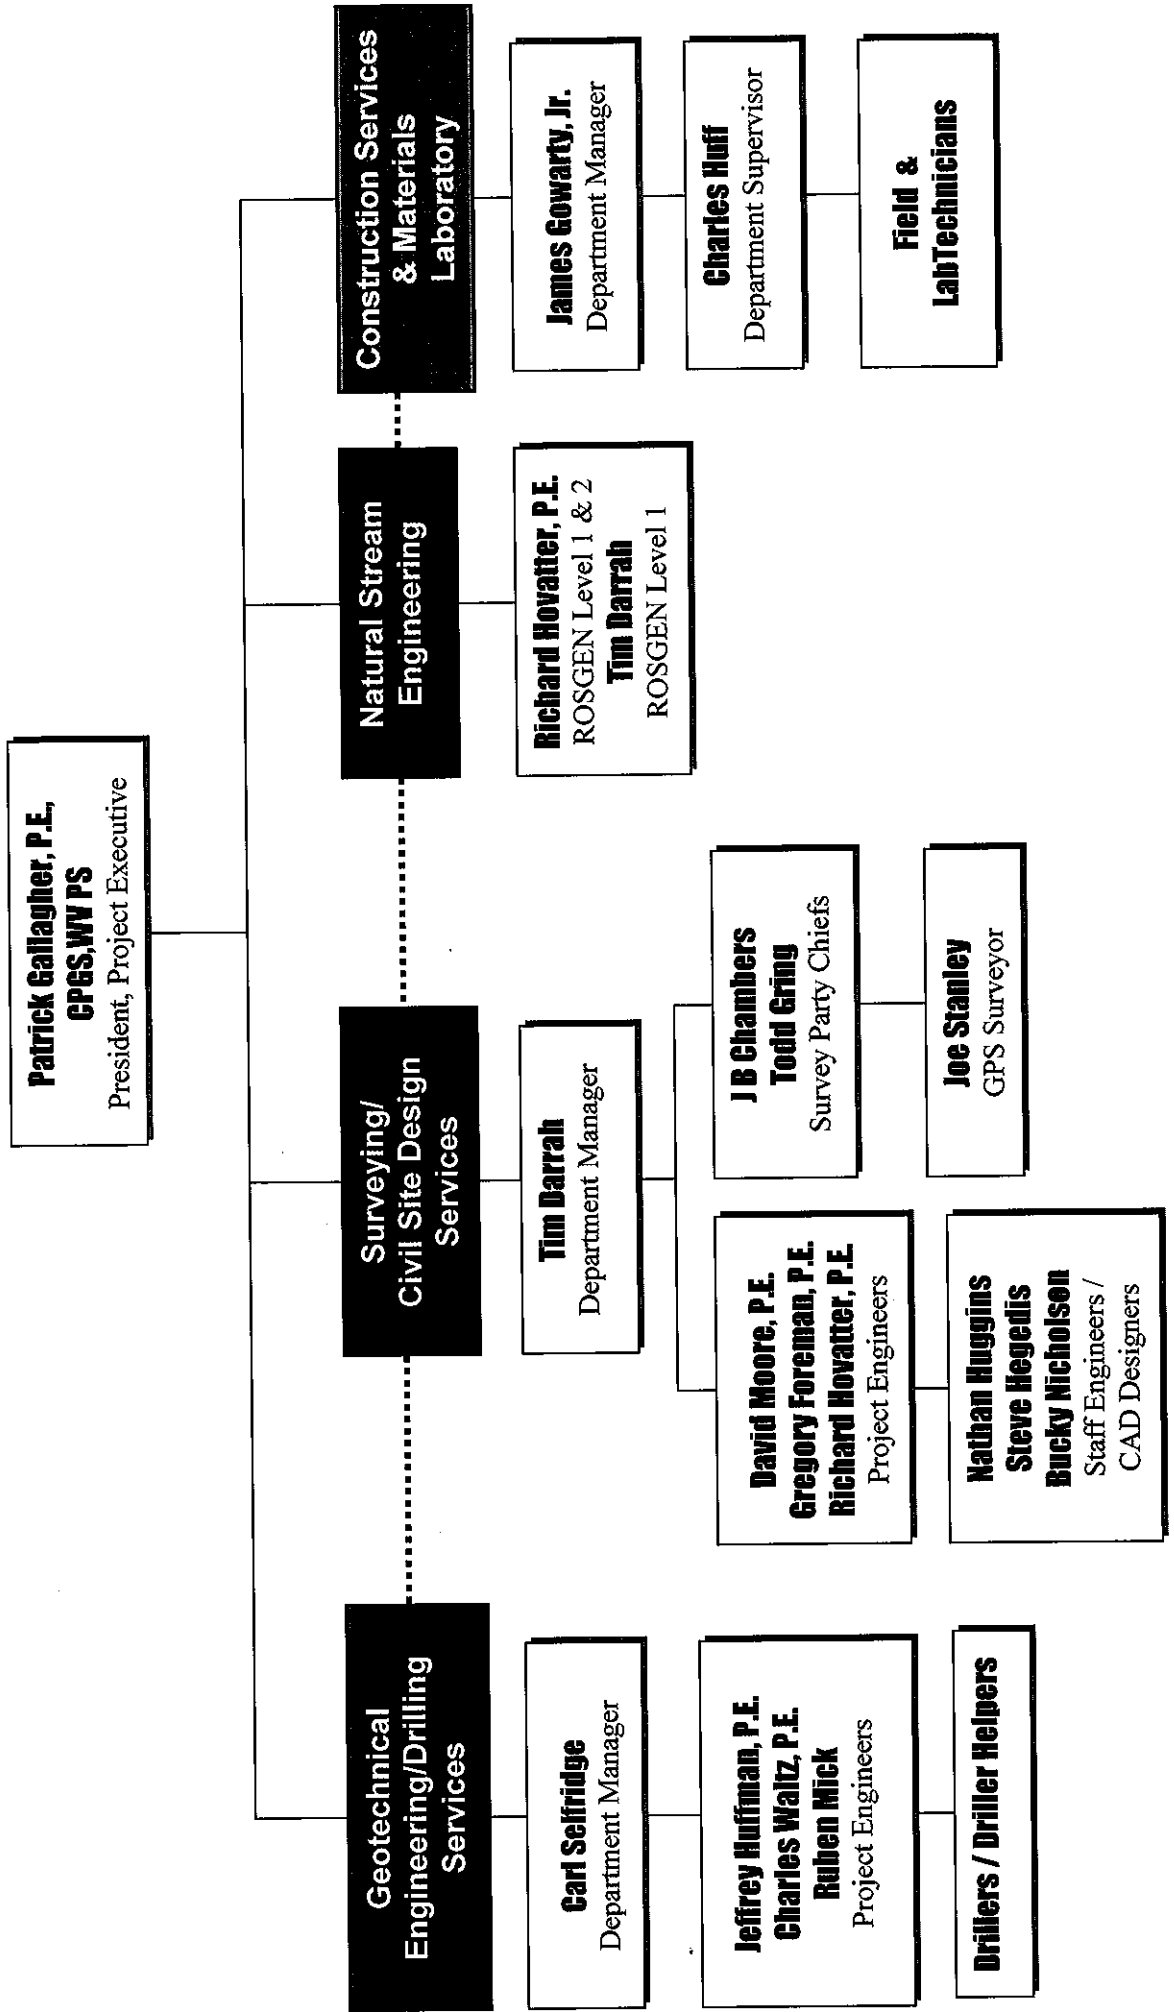 Patrick Gallagher, P.E.,
CPGS,WV PS
President, Project Executive
Geotechnical
Engineering/Drilling
Services
Surveying/
Civil Site Design
Services
Natural Stream
Engineering
Construction Services
& Materials
Laboratory
Carl Selfridge
Department Manager
Tim Darrah
Department Manager
Richard Hovatter, P.E.
ROSGEN Level 1 & 2
Tim Darrah
ROSGEN Level 1
James Gowarty, Jr.
Department Manager
Jeffrey Huffman, P.E.
Charles Waltz, P.E.
Ruben Mick
Project Engineers
David Moore, P.E.
Gregory Foreman, P.E.
Richard Hovatter, P.E.
Project Engineers
J B Chambers
Todd Gring
Survey Party Chiefs
Charles Huff
Department Supervisor
Drillers / Driller Helpers
Nathan Huggins
Steve Hegedis
Bucky Nicholson
Staff Engineers /
CAD Designers
Joe Stanley
GPS Surveyor
Field &
LabTechnicians